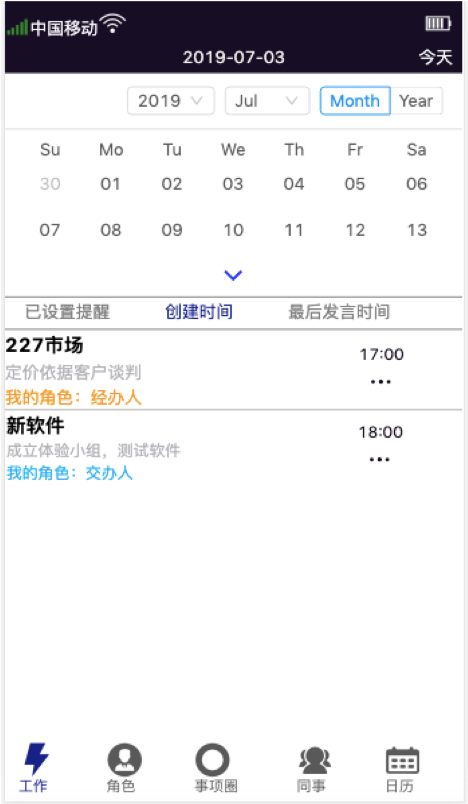 中国移动
2019-07-03 今天
2019 Jul Month Year
Su Mo Tu We Th Fr Sa
30 01 02 03 04 05 06
07 08 09 10 11 12 13
已设置提醒 创建时间 最后发言时间
227市场 17:00
定价依据客户谈判
我的角色：经办人
新软件 18:00
成立体验小组，测试软件
我的角色：交办人
工作 角色 事项圈 同事 日历